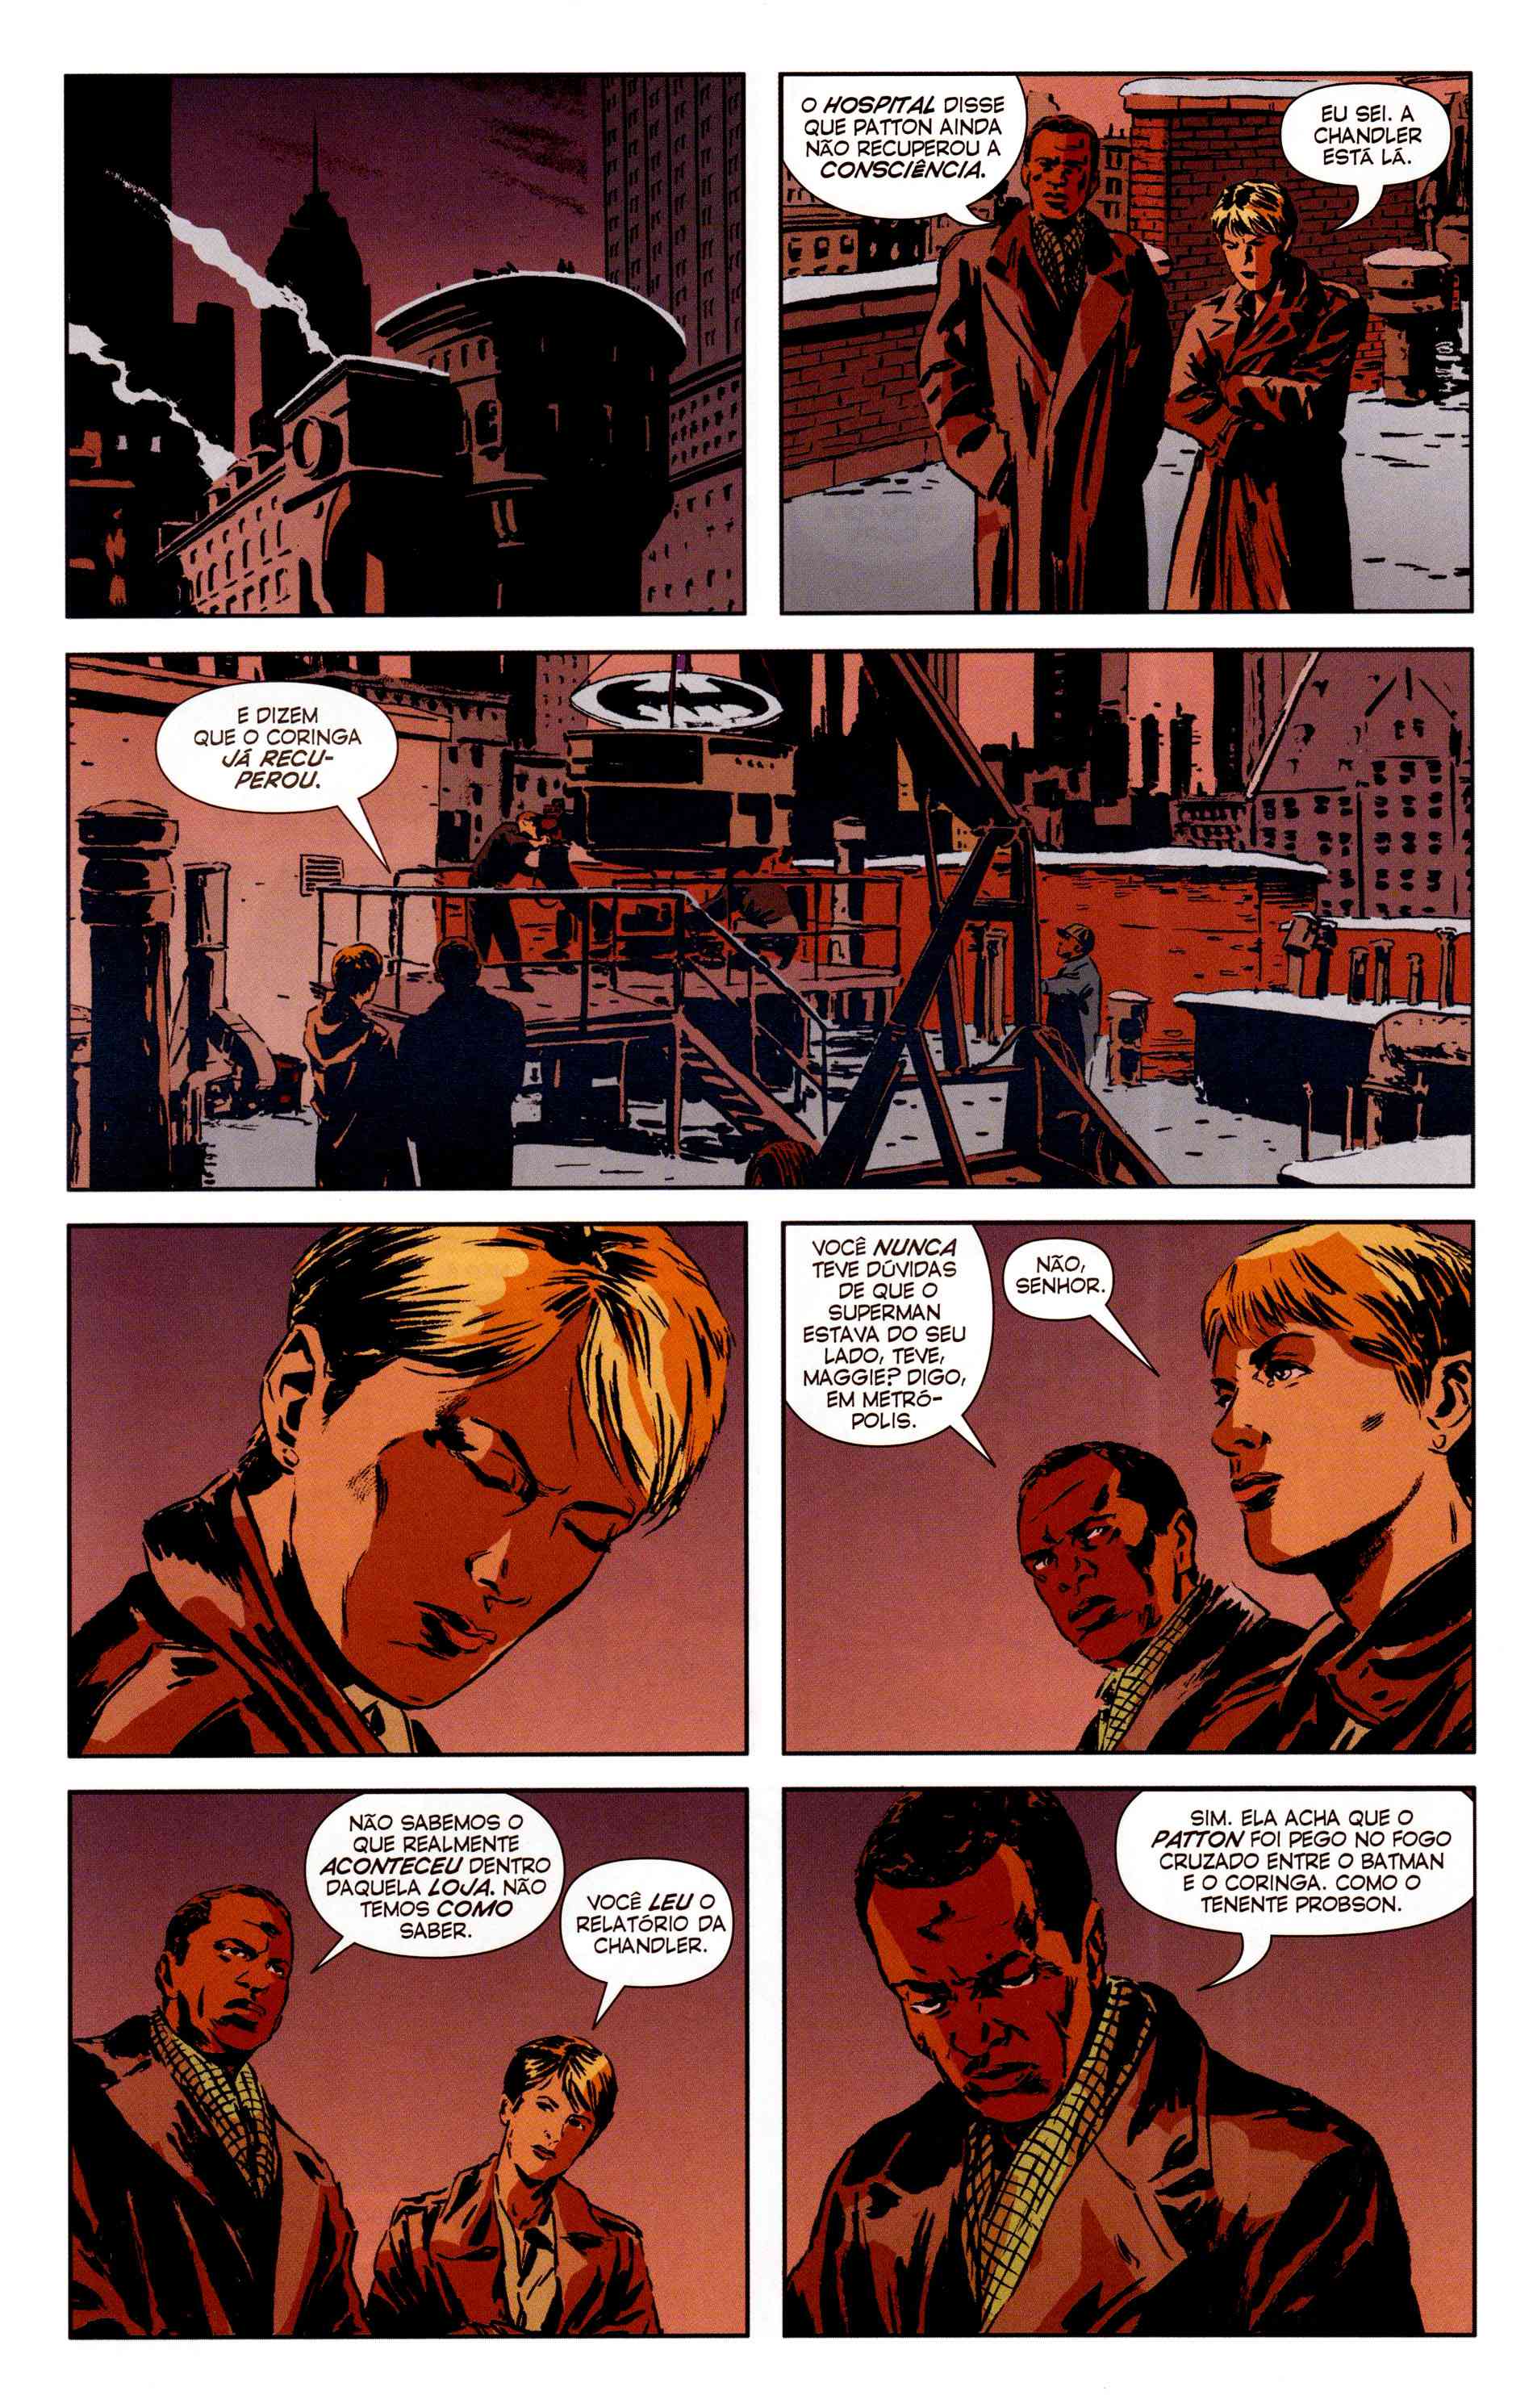 O HOSPITAL DISSE
QUE PATTON AINDA
NÃO RECUPEROU A
CONSCIÊNCIA.
EU SEI. A
CHANDLER
ESTÁ LÁ.
E DIZEM
QUE O CORINGA
JÁ RECU-
PEROU.
VOCÊ NUNCA
TEVE DÚVIDAS
DE QUE O
SUPERMAN
ESTAVA DO SEU
LADO, TEVE,
MAGGIE? DIGO,
EM METRÓ-
POLIS.
NÃO,
SENHOR.
NÃO SABEMOS O
QUE REALMENTE
ACONTECEU DENTRO
DAQUELA LOJA. NÃO
TEMOS COMO
SABER.
VOCÊ LEU O
RELATÓRIO DA
CHANDLER.
SIM. ELA ACHA QUE O
PATTON FOI PEGO NO FOGO
CRUZADO ENTRE O BATMAN
E O CORINGA. COMO O
TENENTE PROBSON.